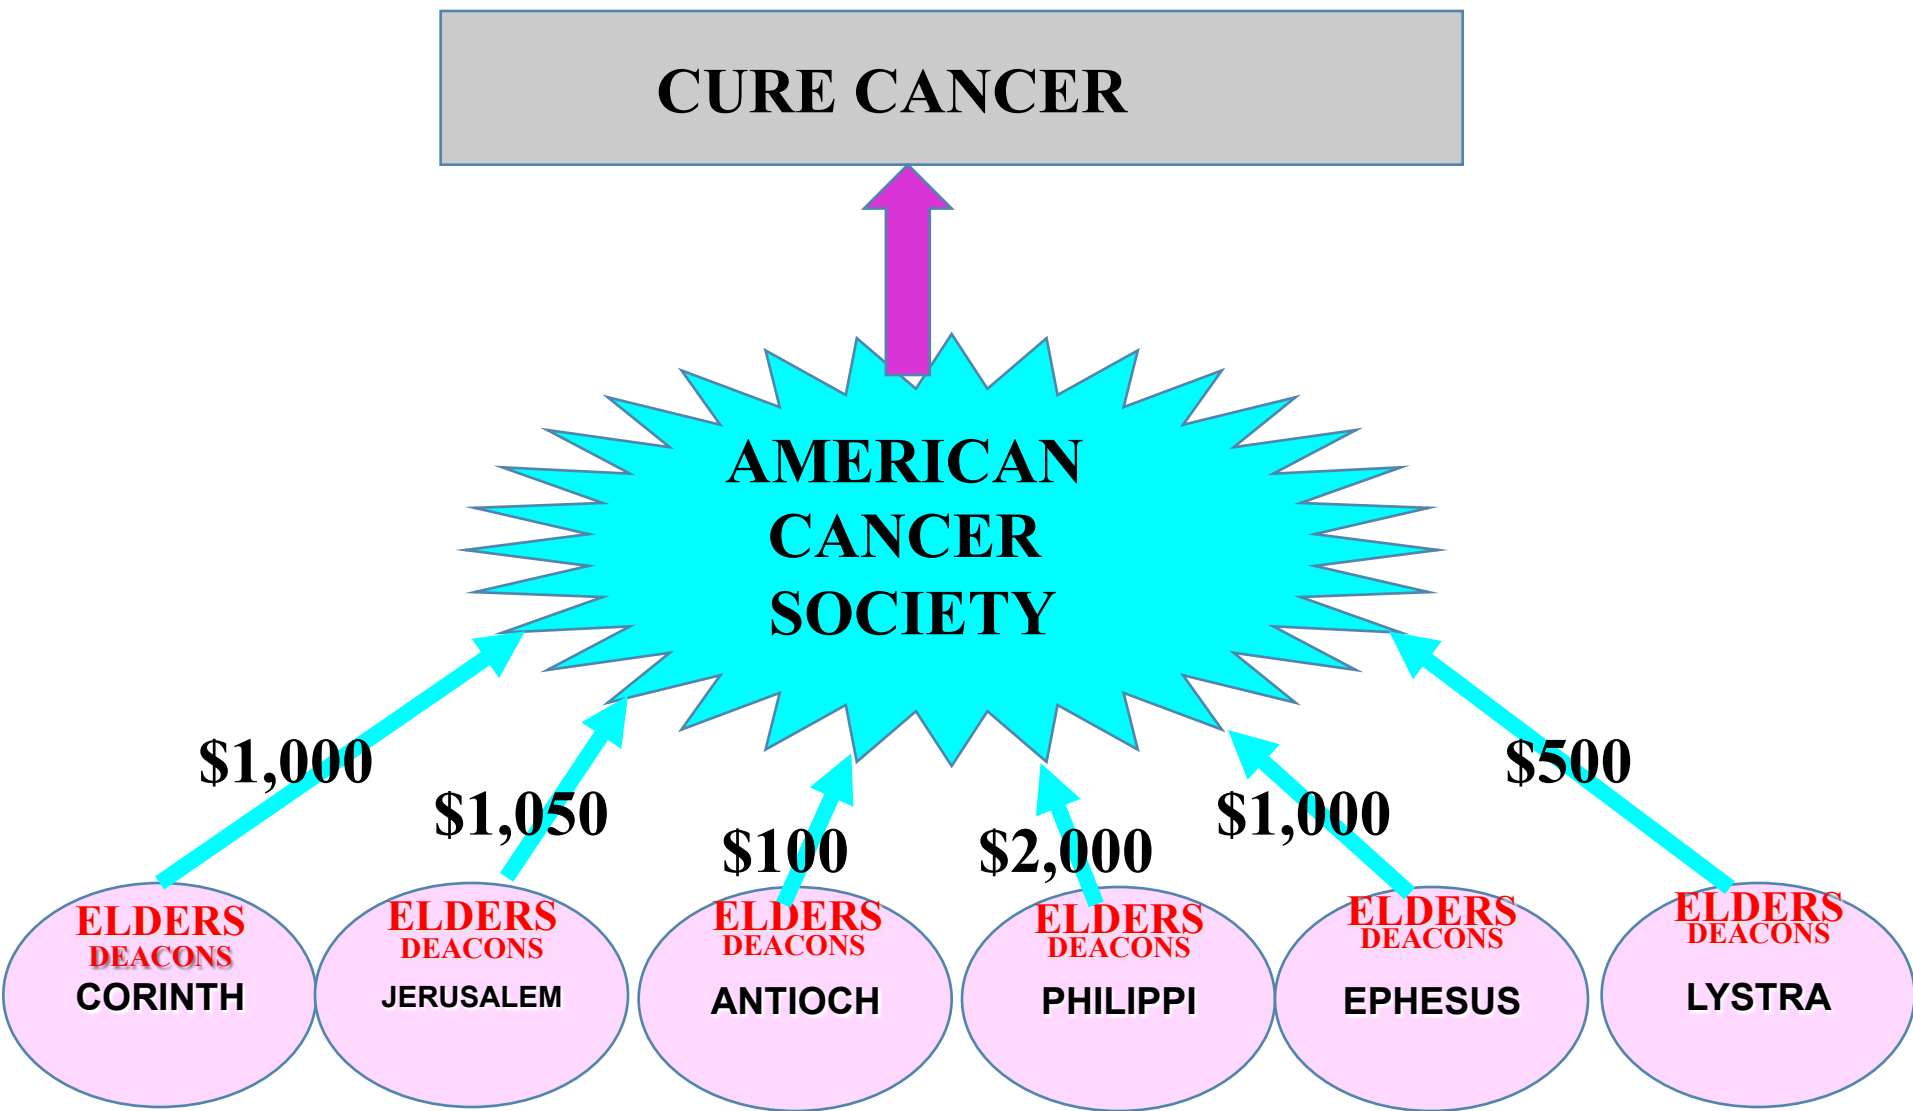 CURE CANCER
AMERICAN
CANCER
SOCIETY
$1,000
$1,050
$100
$2,000
$1,000
$500
ELDERS
DEACONS
CORINTH
ELDERS
DEACONS
JERUSALEM
ELDERS
DEACONS
ANTIOCH
ELDERS
DEACONS
PHILIPPI
ELDERS
DEACONS
EPHESUS
ELDERS
DEACONS
LYSTRA